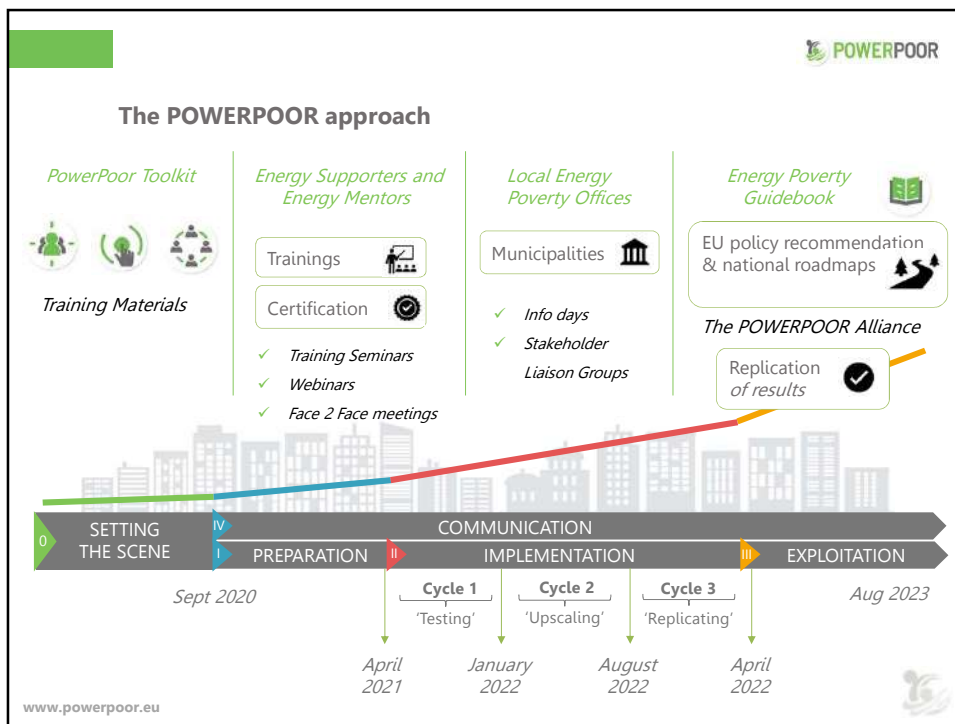 POWERPOOR
The POWERPOOR approach
PowerPoor Toolkit
Training Materials
Energy Supporters and
Energy Mentors
Trainings
Certification
✓ Training Seminars
✓ Webinars
✓ Face 2 Face meetings
Local Energy
Poverty Offices
Municipalities
✓ Info days
✓ Stakeholder
Liaison Groups
Energy Poverty
Guidebook
EU policy recommendation
& national roadmaps
The POWERPOOR Alliance
Replication
of results
0
SETTING
THE SCENE
IV
COMMUNICATION
I
PREPARATION
II
IMPLEMENTATION
III
EXPLOITATION
Sept 2020
Cycle 1
'Testing'
Cycle 2
'Upscaling'
Cycle 3
'Replicating'
Aug 2023
April
2021
January
2022
August
2022
April
2022
www.powerpoor.eu